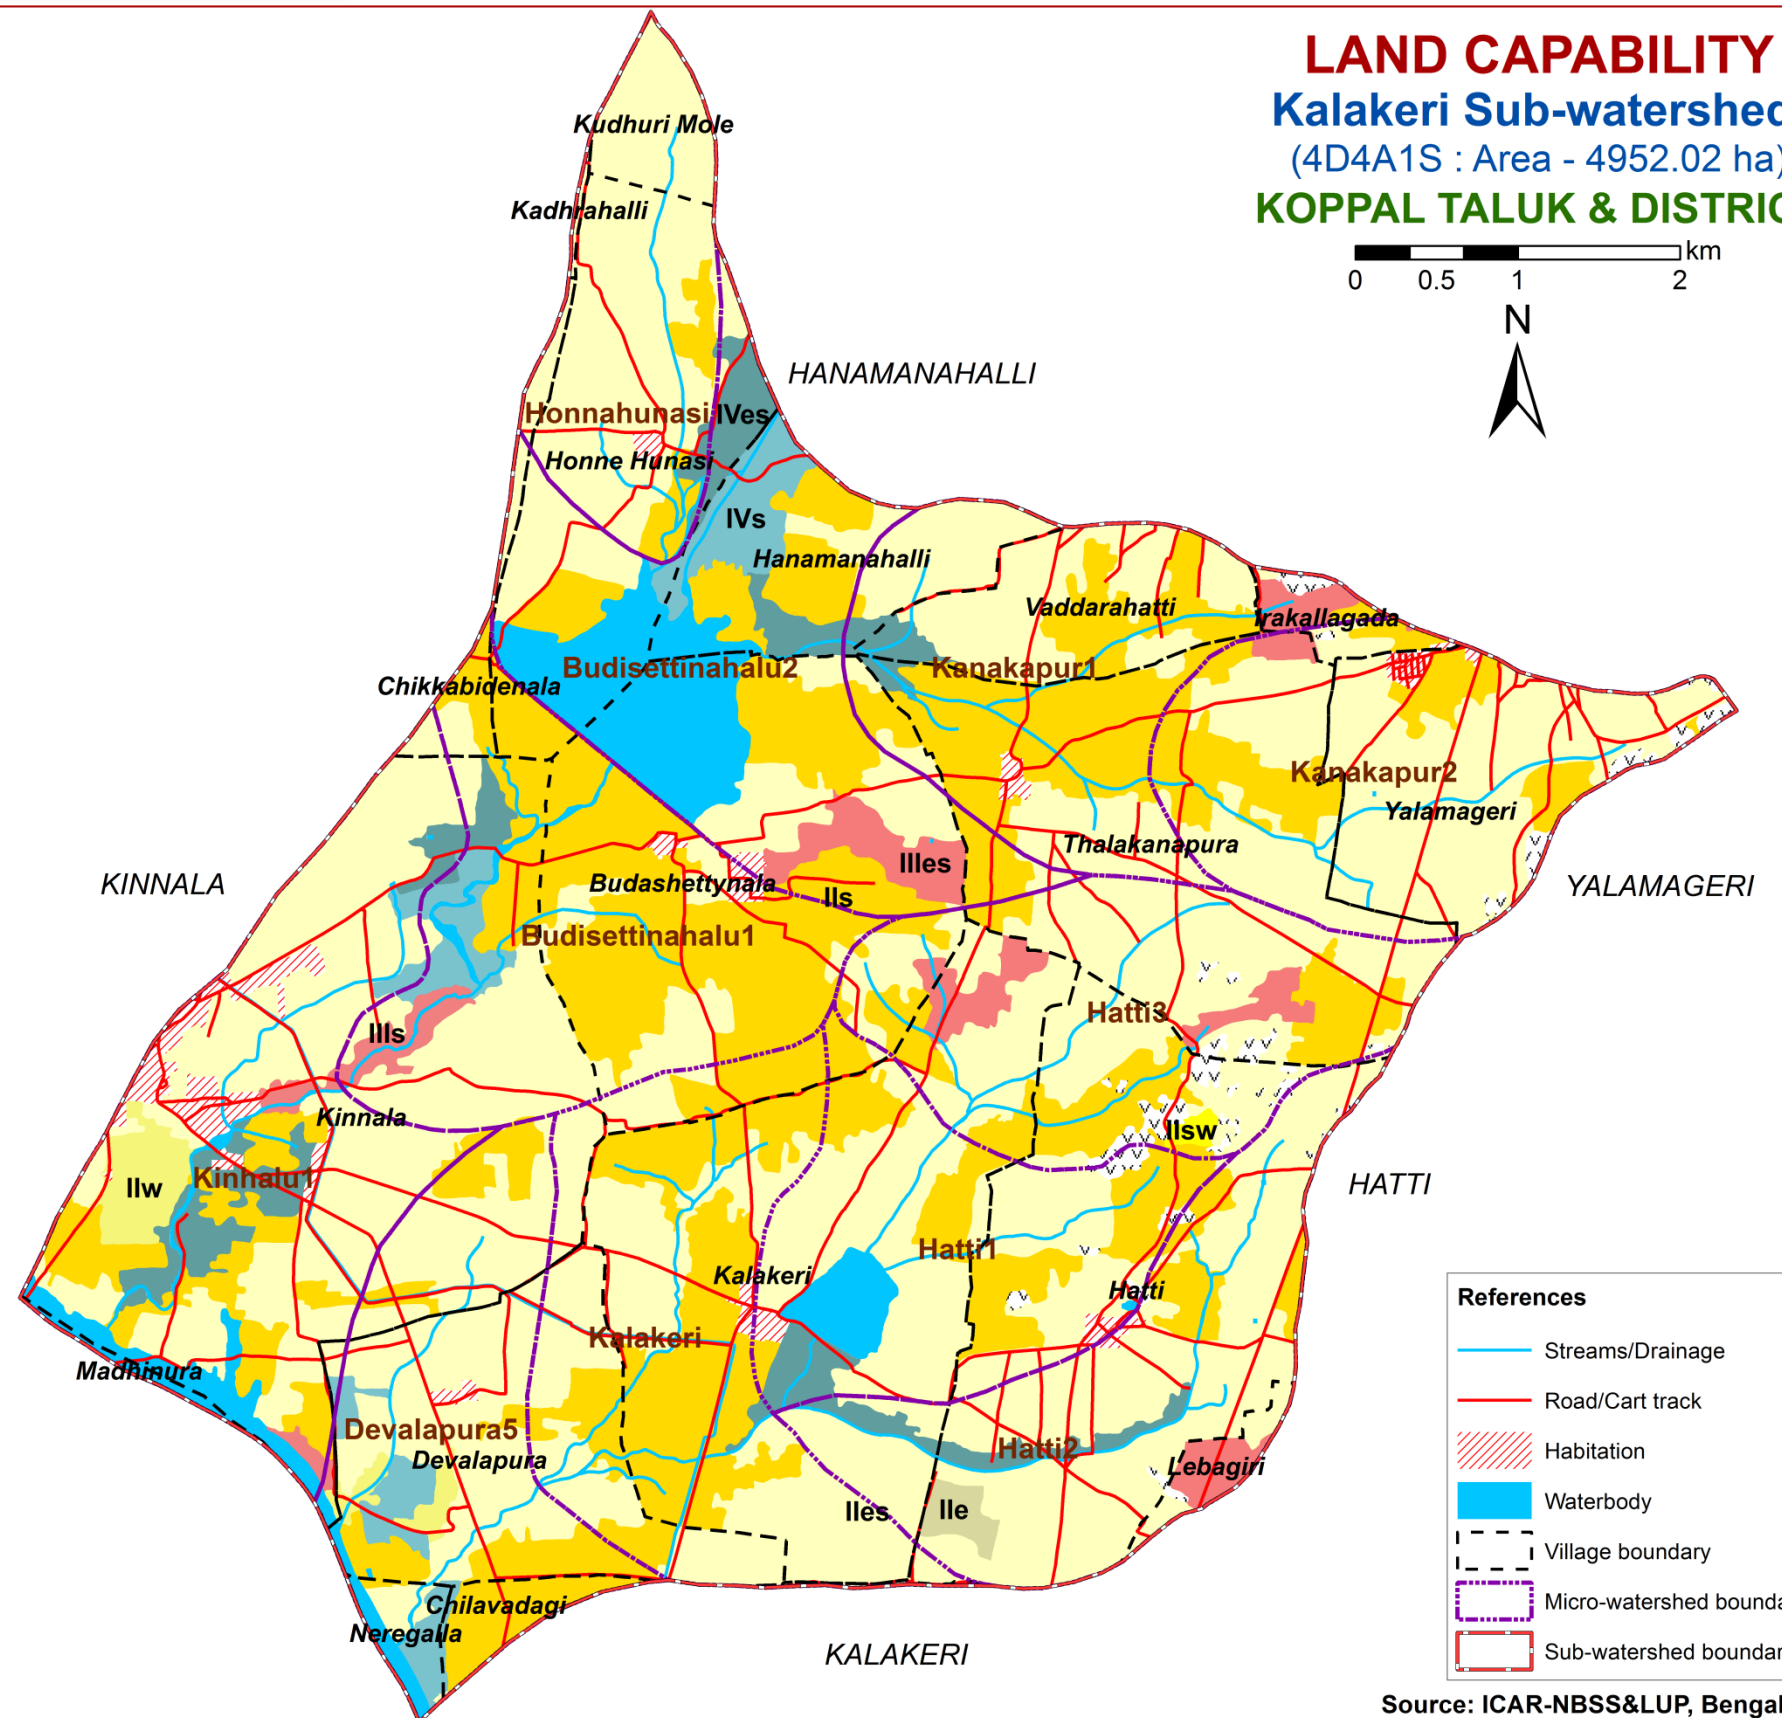 LAND CAPABILITY
Kalakeri Sub-watershed
(4D4A1S : Area - 4952.02 ha)
KOPPAL TALUK & DISTRIC
km
0 0.5 1 2
N
Kudhuri Mole
Kadhrahalli
HANAMANAHALLI
Honnahunasi
IVes
Honne Hunasi
IVs
Hanamanahalli
Vaddarahatti
Irakallagada
Budisettinahalu2
Kanakapur1
Chikkabidenala
Kanakapur2
Yalamageri
Thalakanapura
IIIes
KINNALA
Budashettynala
IIs
YALAMAGERI
Budisettinahalu1
Hatti3
IIIs
Kinnala
IIsw
Kinhalu1
IIw
HATTI
Hatti1
Kalakeri
Hatti
Kalakeri
Madhinura
Devalapura5
Devalapura
Hatti2
Lebagiri
IIes
IIe
Chilavadagi
Neregalla
KALAKERI
References
Streams/Drainage
Road/Cart track
Habitation
Waterbody
Village boundary
Micro-watershed bounda
Sub-watershed boundar
Source: ICAR-NBSS&LUP, Bengal